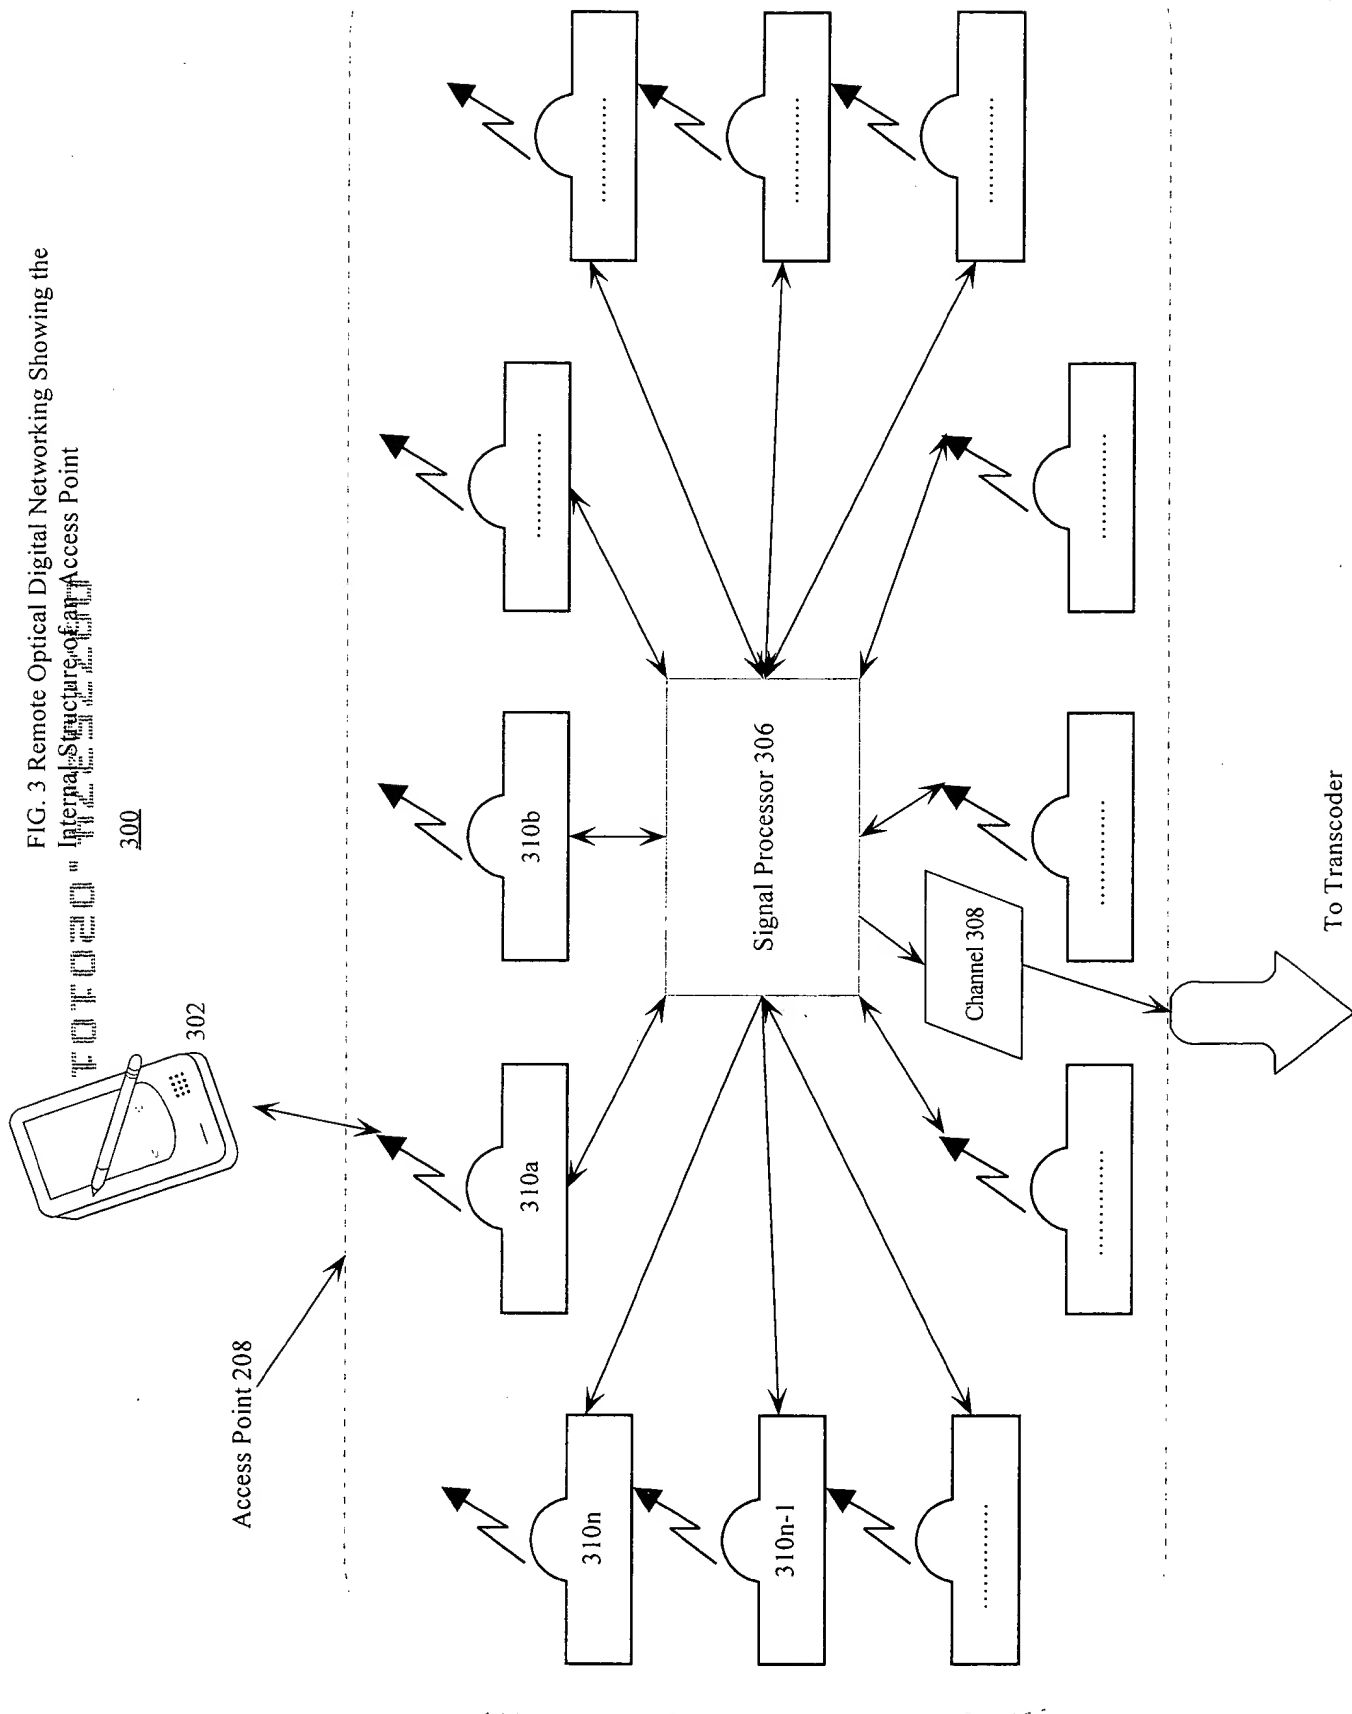 FIG. 3 Remote Optical Digital Networking Showing the
Internal Structure of an Access Point
300
302
Access Point 208
310a
310b
310n
310n-1
Signal Processor 306
Channel 308
To Transcoder